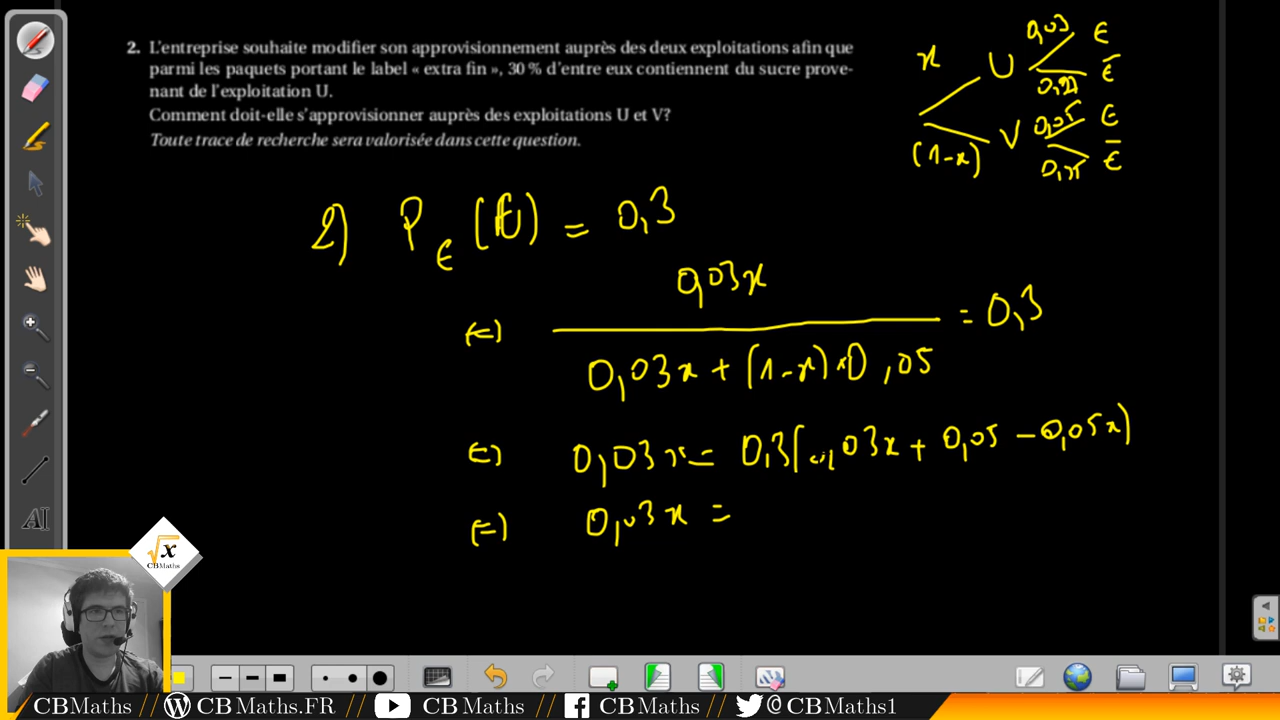 2. L'entreprise souhaite modifier son approvisionnement auprès des deux exploitations afin que
parmi les paquets portant le label « extra fin », 30 % d'entre eux contiennent du sucre prove-
nant de l'exploitation U.
Comment doit-elle s'approvisionner auprès des exploitations U et V?
Toute trace de recherche sera valorisée dans cette question.
x U 0,03 E
0,97 E̅
(1-x) V 0,05 E
0,95 E̅
2) P_E (U) = 0,3
(=) 0,03x
0,03x + (1-x)×0,05 = 0,3
(=) 0,03x = 0,3(0,03x + 0,05 - 0,05x)
(=) 0,03x =
AI
√x
CBMaths
CBMaths CBMaths.FR CBMaths CBMaths @CBMaths1